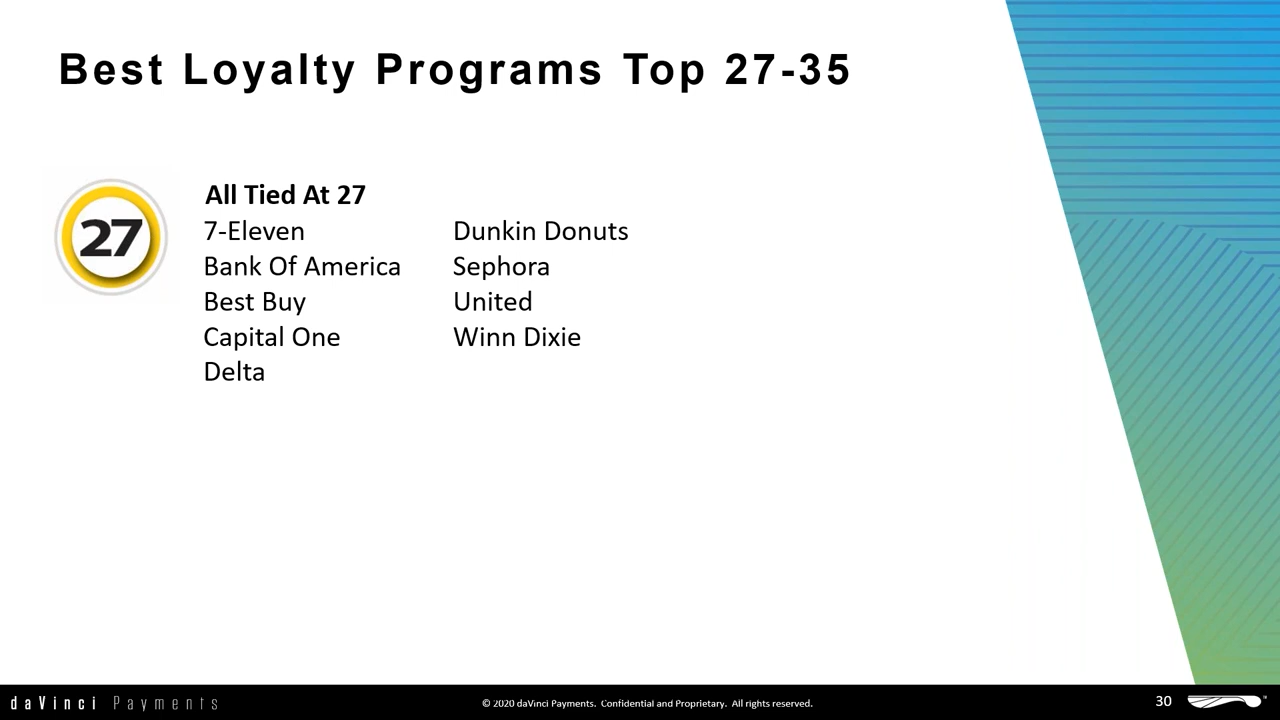 Best Loyalty Programs Top 27-35
27
All Tied At 27
7-Eleven
Bank Of America
Best Buy
Capital One
Delta
Dunkin Donuts
Sephora
United
Winn Dixie
daVinci Payments
© 2020 daVinci Payments. Confidential and Proprietary. All rights reserved.
30